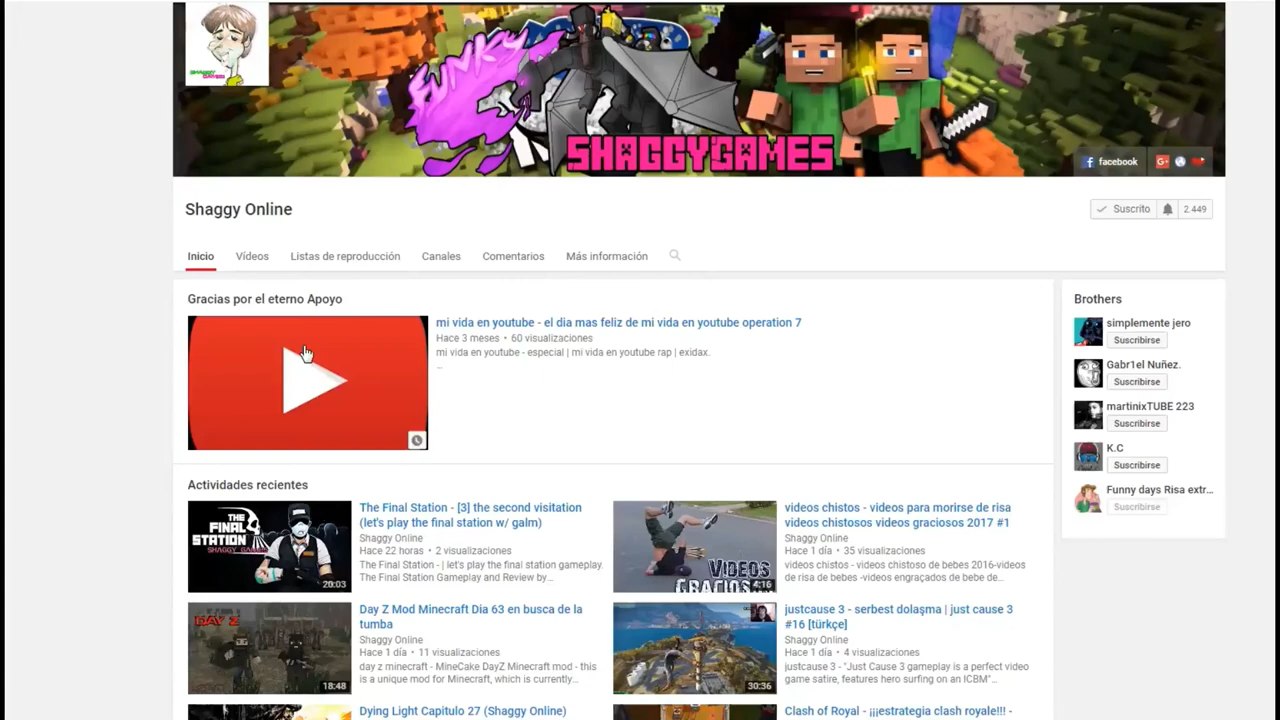 SHAGGY GAMES
SHAGGYGAMES
facebook
Shaggy Online
Suscrito 2.449
Inicio Vídeos Listas de reproducción Canales Comentarios Más información
Gracias por el eterno Apoyo
mi vida en youtube - el dia mas feliz de mi vida en youtube operation 7
Hace 3 meses • 60 visualizaciones
mi vida en youtube - especial | mi vida en youtube rap | exidax.
...
Actividades recientes
THE FINAL STATION
SHAGGY GAMES
20:03
The Final Station - [3] the second visitation
(let's play the final station w/ galm)
Shaggy Online
Hace 22 horas • 2 visualizaciones
The Final Station - | let's play the final station gameplay.
The Final Station Gameplay and Review by...
VIDEOS
GRACIOS
4:16
videos chistos - videos para morirse de risa
videos chistosos videos graciosos 2017 #1
Shaggy Online
Hace 1 día • 35 visualizaciones
videos chistos - videos chistoso de bebes 2016-videos
de risa de bebes -videos engraçados de bebe de...
DAY Z
18:48
Day Z Mod Minecraft Dia 63 en busca de la
tumba
Shaggy Online
Hace 1 día • 11 visualizaciones
day z minecraft - MineCake DayZ Minecraft mod - this
is a unique mod for Minecraft, which is currently...
30:36
justcause 3 - serbest dolaşma | just cause 3
#16 [türkçe]
Shaggy Online
Hace 1 día • 4 visualizaciones
justcause 3 - "Just Cause 3 gameplay is a perfect video
game satire, features hero surfing on an ICBM"...
Dying Light Capitulo 27 (Shaggy Online)
Clash of Royal - ¡¡¡estrategia clash royale!!! -
Brothers
simplemente jero
Suscribirse
Gabr1el Nuñez.
Suscribirse
martinixTUBE 223
Suscribirse
K.C
Suscribirse
Funny days Risa extr...
Suscribirse